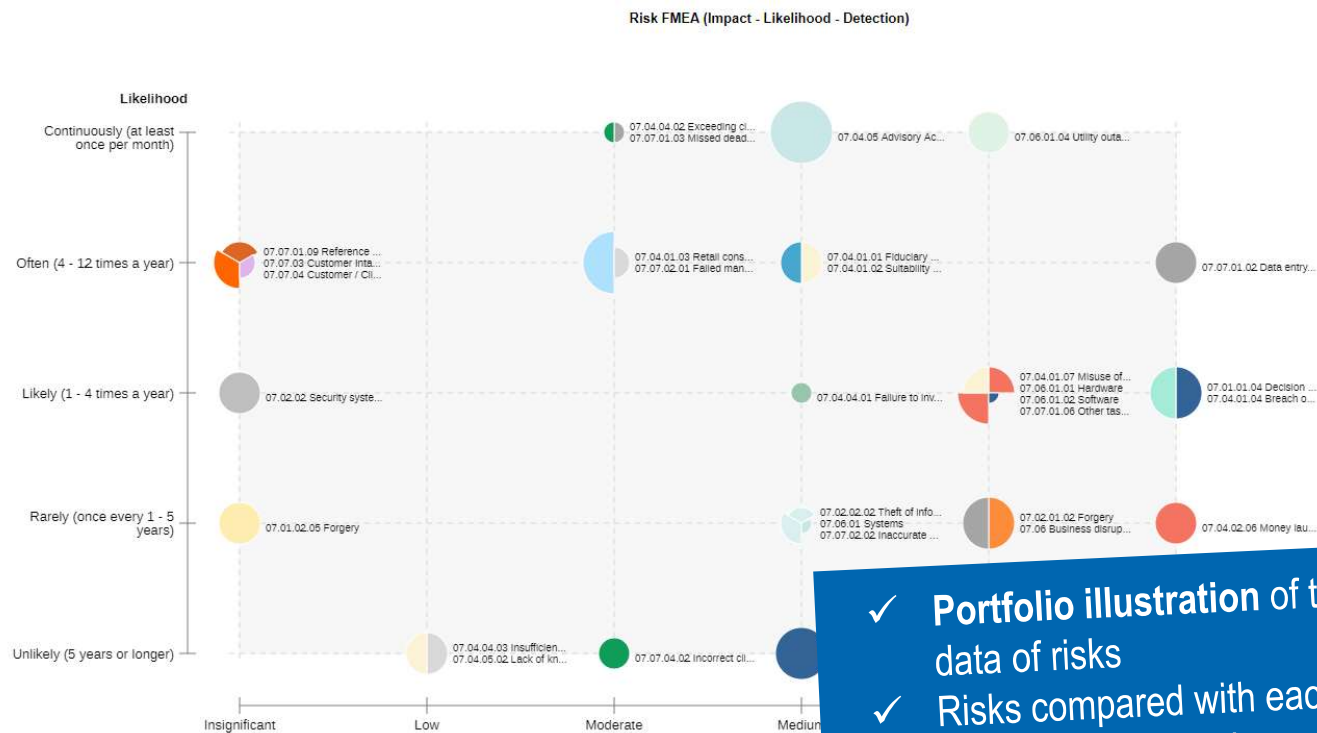 Risk FMEA (Impact - Likelihood - Detection)
Likelihood
Continuously (at least
once per month)
07.04.04.02 Exceeding cl...
07.07.01.03 Missed dead...
07.04.05 Advisory Ac...
07.06.01.04 Utility outa...
Often (4 - 12 times a year)
07.07.01.09 Reference ...
07.07.03 Customer inta...
07.07.04 Customer / Cli...
07.04.01.03 Retail cons...
07.07.02.01 Failed man...
07.04.01.01 Fiduciary ...
07.04.01.02 Suitability ...
07.07.01.02 Data entry...
Likely (1 - 4 times a year)
07.02.02 Security syste...
07.04.04.01 Failure to inv...
07.04.01.07 Misuse of...
07.06.01.01 Hardware
07.06.01.02 Software
07.07.01.06 Other tas...
07.01.01.04 Decision ...
07.04.01.04 Breach o...
Rarely (once every 1 - 5
years)
07.01.02.05 Forgery
07.02.02.02 Theft of info...
07.06.01 Systems
07.07.02.02 Inaccurate ...
07.02.01.02 Forgery
07.06 Business disrup...
07.04.02.06 Money lau...
Unlikely (5 years or longer)
07.04.04.03 Insufficien...
07.04.05.02 Lack of kn...
07.07.04.02 Incorrect cli...
Insignificant
Low
Moderate
Medium
✓ Portfolio illustration of t
data of risks
✓ Risks compared with eac